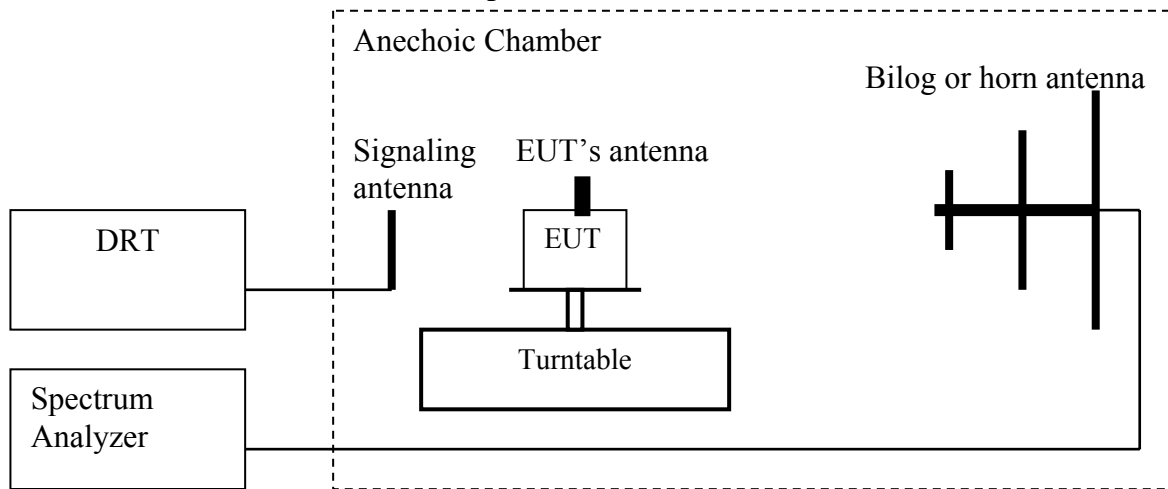 Anechoic Chamber
Bilog or horn antenna
Signaling
antenna
EUT’s antenna
DRT
EUT
Turntable
Spectrum
Analyzer